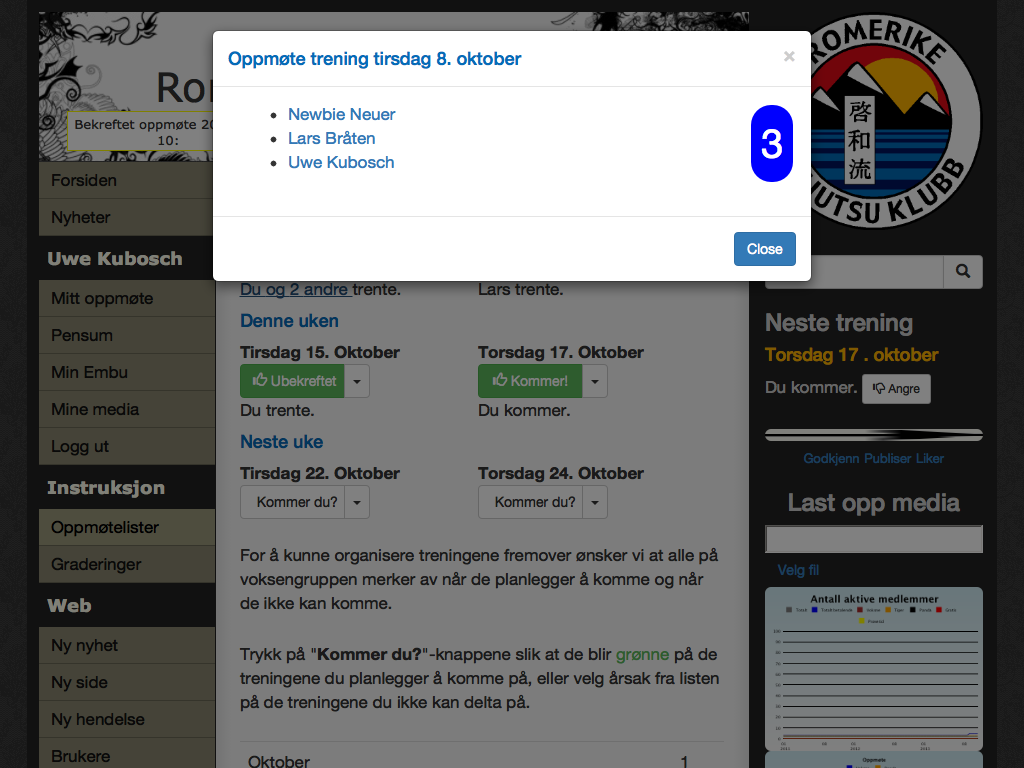 Oppmøte trening tirsdag 8. oktober
×
Newbie Neuer
Lars Bråten
Uwe Kubosch
3
Close
Bekreftet oppmøte
10:
Forsiden
Nyheter
Uwe Kubosch
Mitt oppmøte
Pensum
Min Embu
Mine media
Logg ut
Instruksjon
Oppmøtelister
Graderinger
Web
Ny nyhet
Ny side
Ny hendelse
Brukere
Du og 2 andre trente.
Lars trente.
Denne uken
Tirsdag 15. Oktober
Torsdag 17. Oktober
Ubekreftet
Kommer!
Du trente.
Du kommer.
Neste uke
Tirsdag 22. Oktober
Torsdag 24. Oktober
Kommer du?
Kommer du?
For å kunne organisere treningene fremover ønsker vi at alle på
voksengruppen merker av når de planlegger å komme og når
de ikke kan komme.
Trykk på "Kommer du?"-knappene slik at de blir grønne på de
treningene du planlegger å komme på, eller velg årsak fra listen
på de treningene du ikke kan delta på.
Oktober 1
ROMERIKE
啓和流
JUTSU KLUBB
Neste trening
Torsdag 17 . oktober
Du kommer. Angre
Godkjenn Publiser Liker
Last opp media
Velg fil
Antall aktive medlemmer
Oppmøte